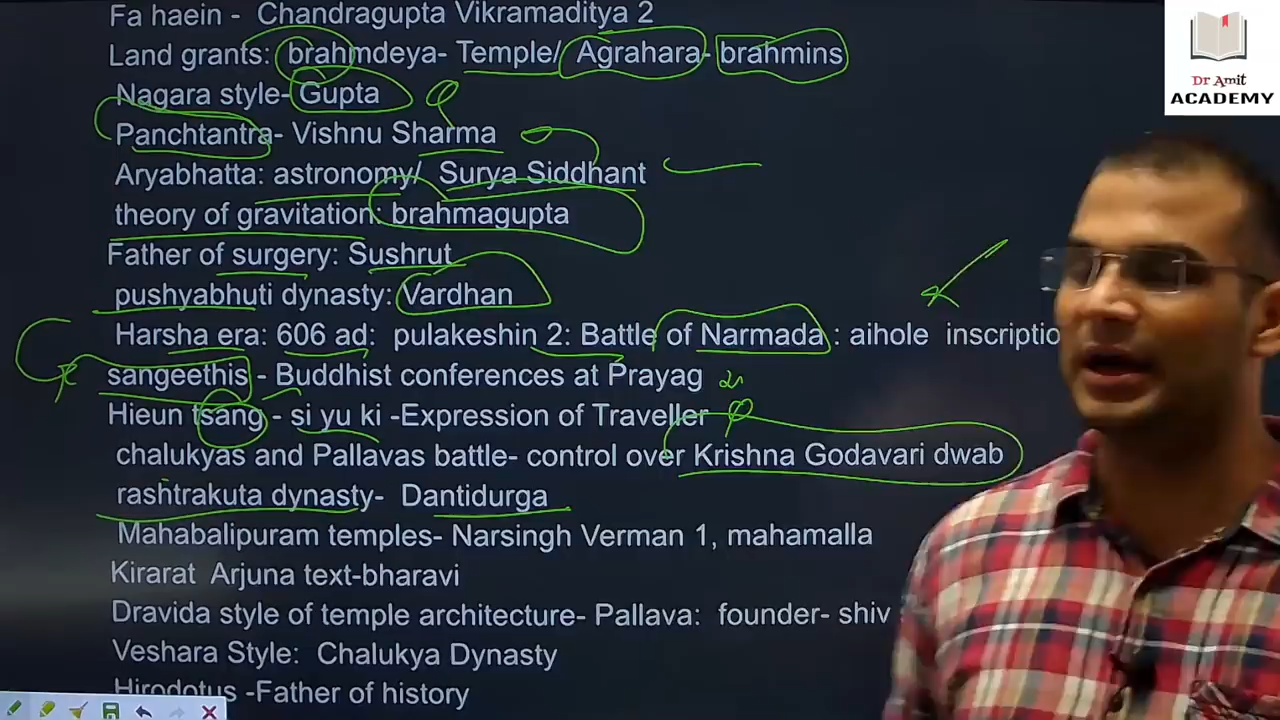 Fa haein - Chandragupta Vikramaditya 2
Land grants: brahmdeya- Temple/ Agrahara- brahmins
Nagara style- Gupta
Panchtantra- Vishnu Sharma
Aryabhatta: astronomy/ Surya Siddhant
theory of gravitation: brahmagupta
Father of surgery: Sushrut
pushyabhuti dynasty: Vardhan
Harsha era: 606 ad: pulakeshin 2: Battle of Narmada : aihole inscriptio
sangeethis - Buddhist conferences at Prayag
Hieun tsang - si yu ki -Expression of Traveller
chalukyas and Pallavas battle- control over Krishna Godavari dwab
rashtrakuta dynasty- Dantidurga
Mahabalipuram temples- Narsingh Verman 1, mahamalla
Kirarat Arjuna text-bharavi
Dravida style of temple architecture- Pallava: founder- shiv
Veshara Style: Chalukya Dynasty
Hirodotus -Father of history
Dr Amit
ACADEMY